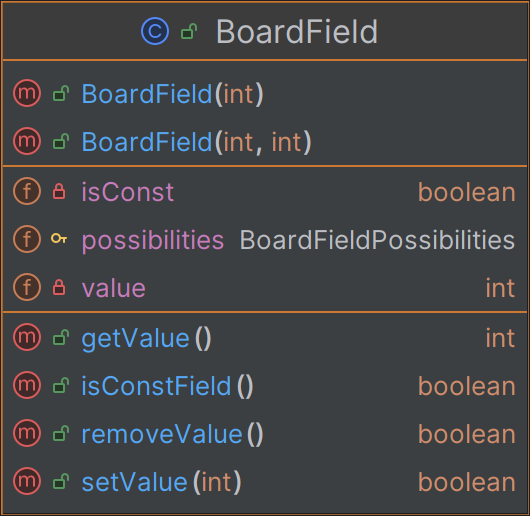 C BoardField
m BoardField(int)
m BoardField(int, int)
f isConst boolean
f possibilities BoardFieldPossibilities
f value int
m getValue() int
m isConstField() boolean
m removeValue() boolean
m setValue(int) boolean